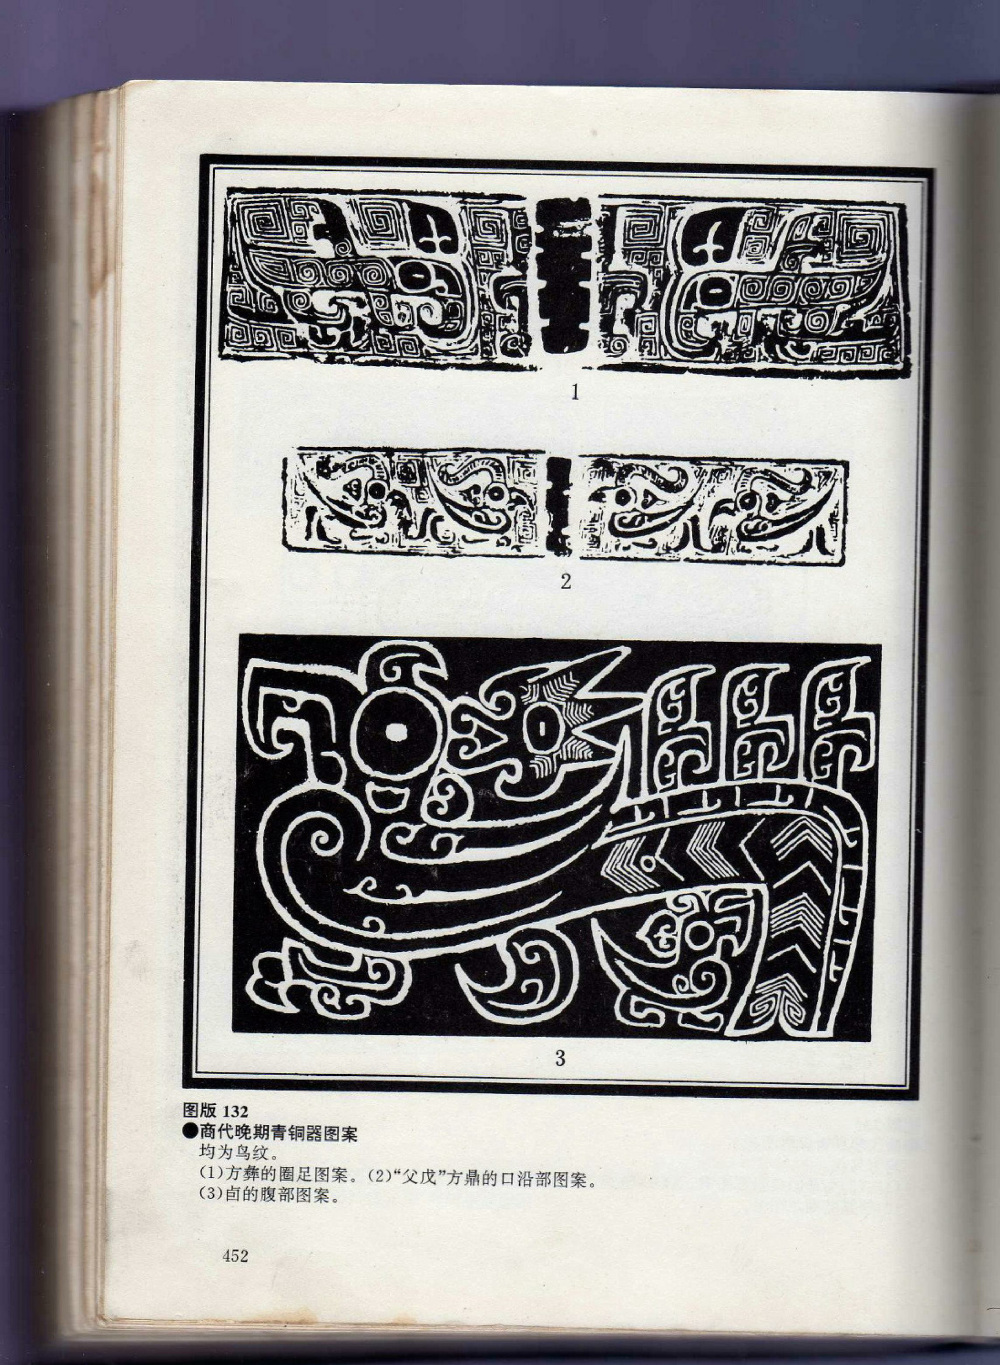 1
2
3
图版 132
●商代晚期青铜器图案
均为鸟纹。
(1)方彝的圈足图案。(2)“父戊”方鼎的口沿部图案。
(3)卣的腹部图案。
452